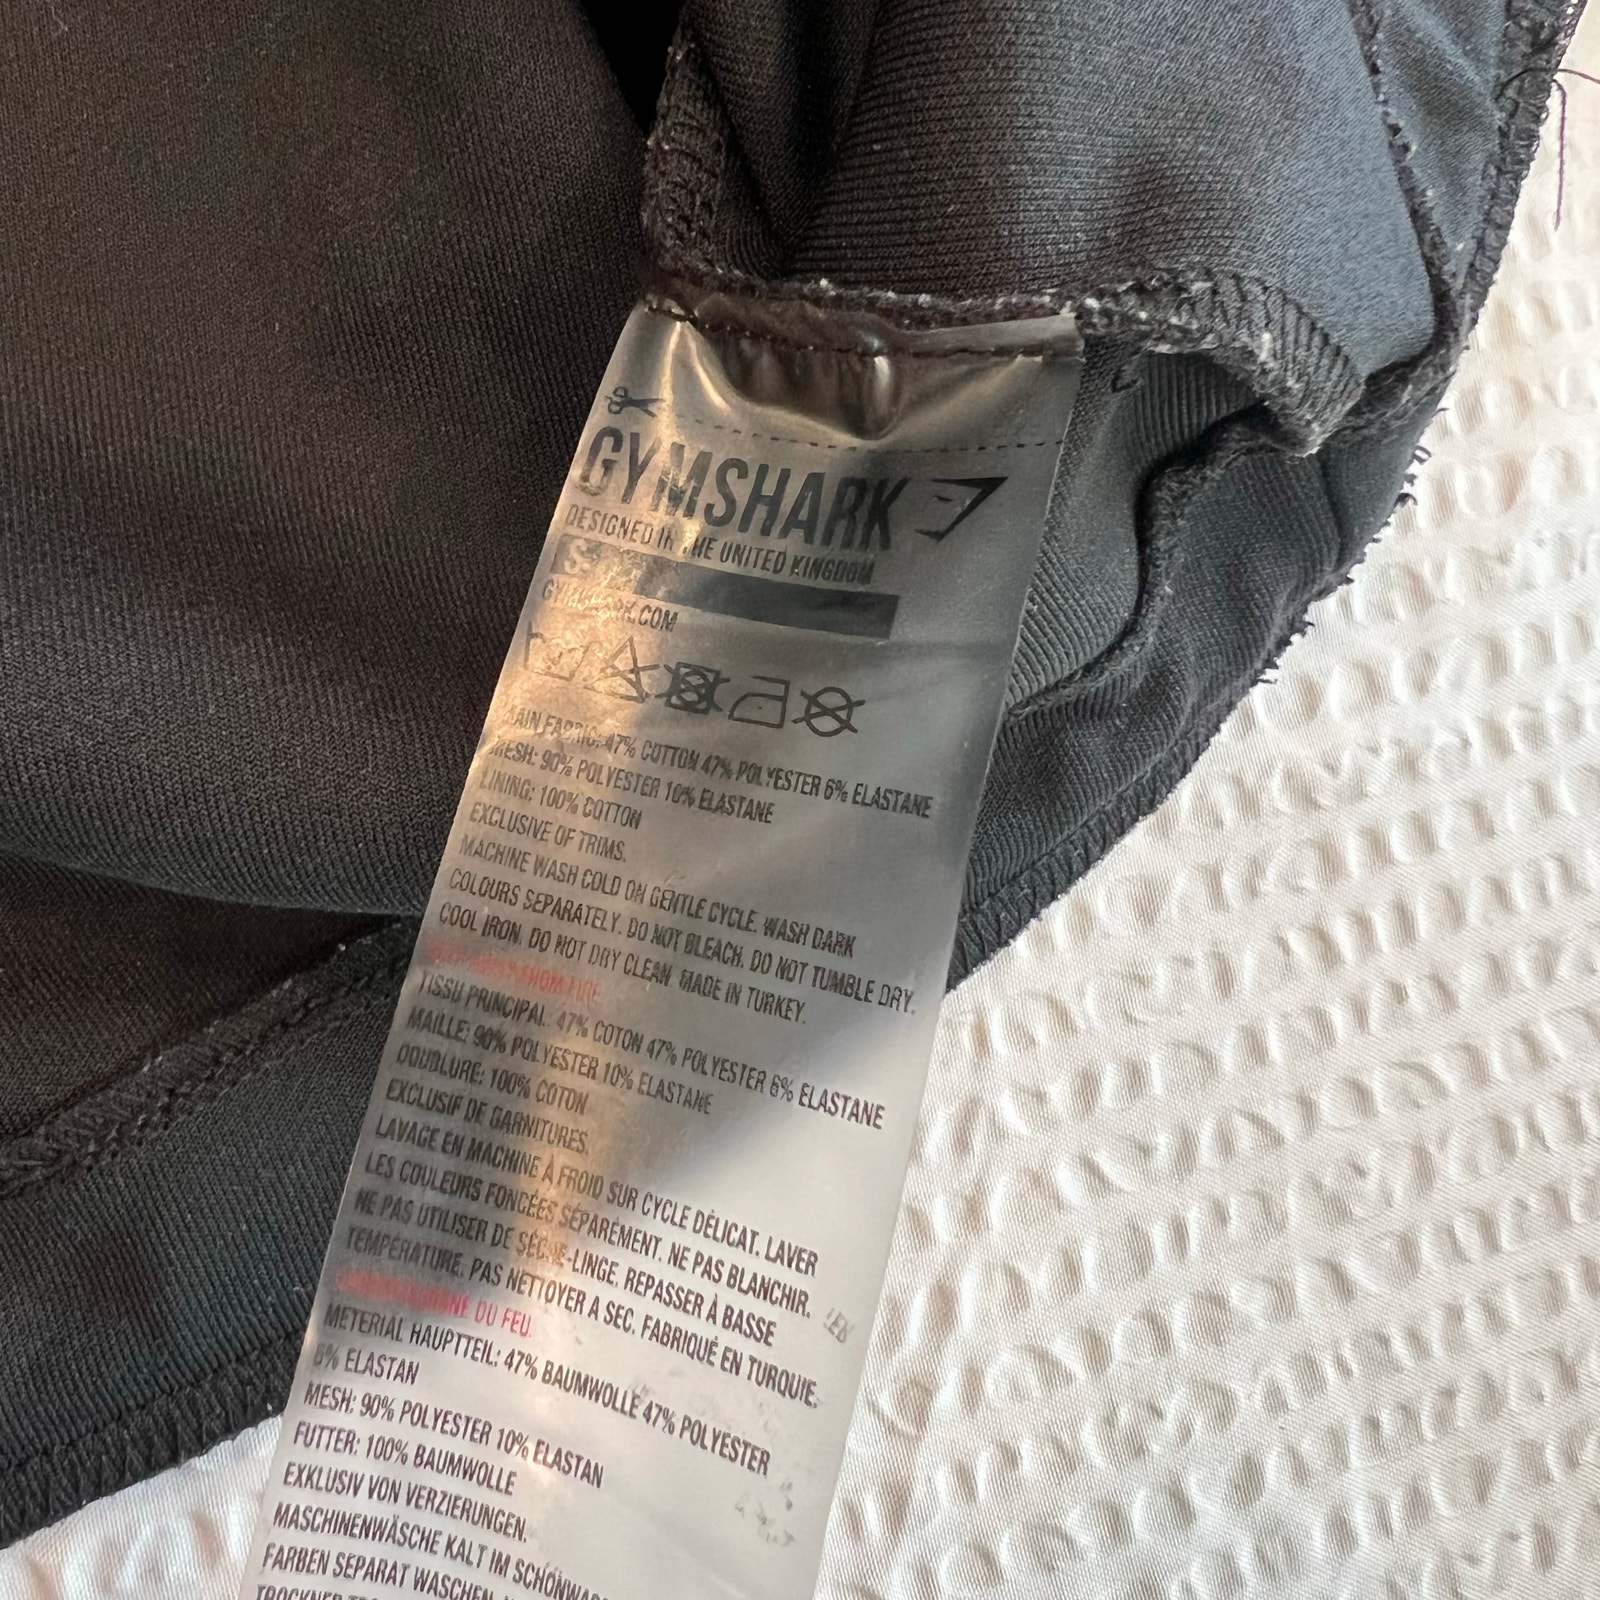 GYMSHARK
DESIGNED IN THE UNITED KINGDOM
GYMSHARK.COM
MAIN FABRIC: 47% COTTON 47% POLYESTER 6% ELASTANE
MESH: 90% POLYESTER 10% ELASTANE
LINING: 100% COTTON
EXCLUSIVE OF TRIMS.
MACHINE WASH COLD ON GENTLE CYCLE. WASH DARK
COLOURS SEPARATELY. DO NOT BLEACH. DO NOT TUMBLE DRY.
COOL IRON. DO NOT DRY CLEAN. MADE IN TURKEY.
FROM FIRE
TISSU PRINCIPAL: 47% COTON 47% POLYESTER 6% ELASTANE
MAILLE: 90% POLYESTER 10% ELASTANE
DOUBLURE: 100% COTON
EXCLUSIF DE GARNITURES.
LAVAGE EN MACHINE À FROID SUR CYCLE DÉLICAT. LAVER
LES COULEURS FONCÉES SÉPARÉMENT. NE PAS BLANCHIR.
NE PAS UTILISER DE SÈCHE-LINGE. REPASSER À BASSE
TEMPÉRATURE. PAS NETTOYER A SEC. FABRIQUÉ EN TURQUIE.
DU FEU.
METERIAL HAUPTTEIL: 47% BAUMWOLLE 47% POLYESTER
6% ELASTAN
MESH: 90% POLYESTER 10% ELASTAN
FUTTER: 100% BAUMWOLLE
EXKLUSIV VON VERZIERUNGEN.
MASCHINENWÄSCHE KALT IM
FARBEN SEPARAT WASCHEN.